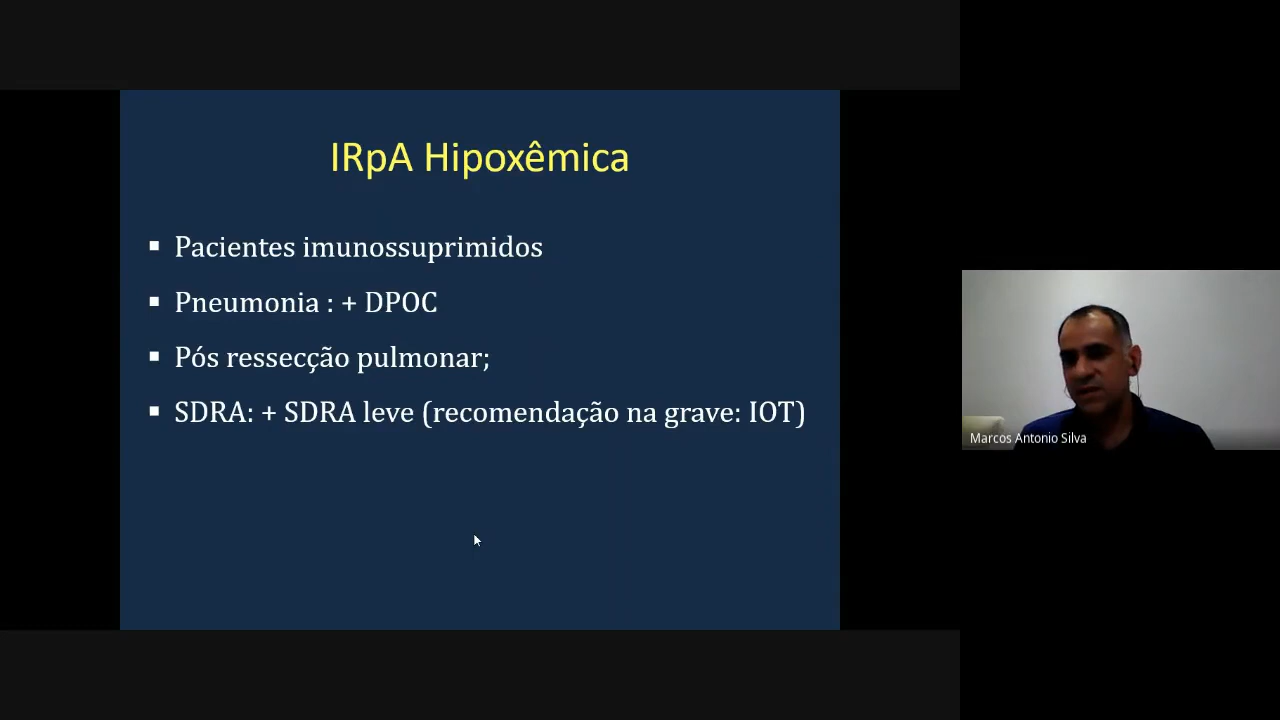 IRpA Hipoxêmica
Pacientes imunossuprimidos
Pneumonia : + DPOC
Pós ressecção pulmonar;
SDRA: + SDRA leve (recomendação na grave: IOT)
Marcos Antonio Silva